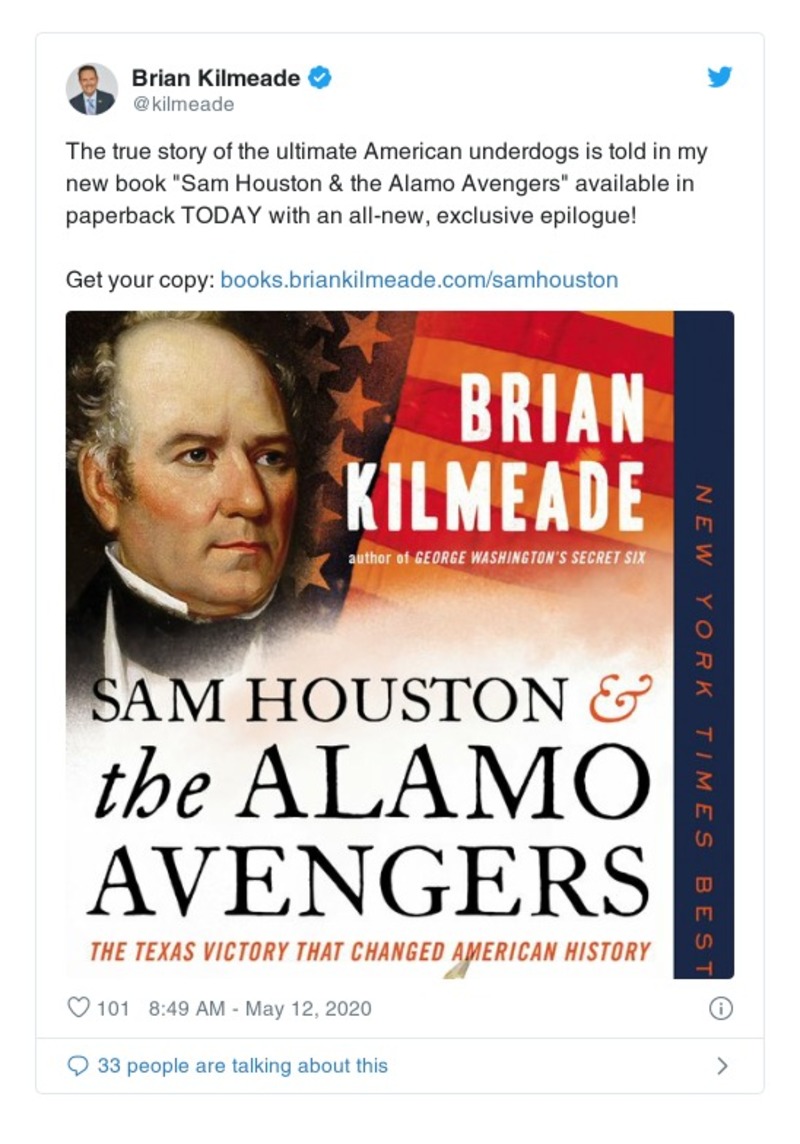 Brian Kilmeade
@kilmeade
The true story of the ultimate American underdogs is told in my
new book "Sam Houston & the Alamo Avengers" available in
paperback TODAY with an all-new, exclusive epilogue!
Get your copy: books.briankilmeade.com/samhouston
BRIAN
KILMEADE
author of GEORGE WASHINGTON'S SECRET SIX
SAM HOUSTON &
the ALAMO
AVENGERS
THE TEXAS VICTORY THAT CHANGED AMERICAN HISTORY
NEW YORK TIMES BEST
101 8:49 AM - May 12, 2020
33 people are talking about this